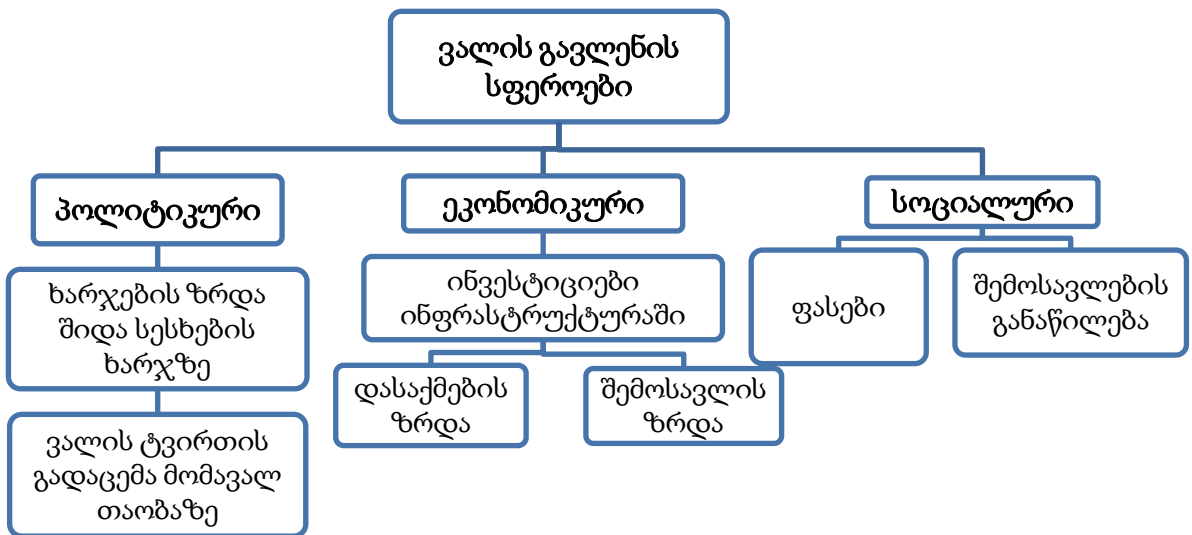 ვალის გავლენის
სფეროები
პოლიტიკური
ხარჯების ზრდა
შიდა სესხების
ხარჯზე
ვალის ტვირთის
გადაცემა მომავალ
თაობაზე
ეკონომიკური
ინვესტიციები
ინფრასტრუქტურაში
დასაქმების
ზრდა
შემოსავლის
ზრდა
სოციალური
ფასები
შემოსავლების
განაწილება